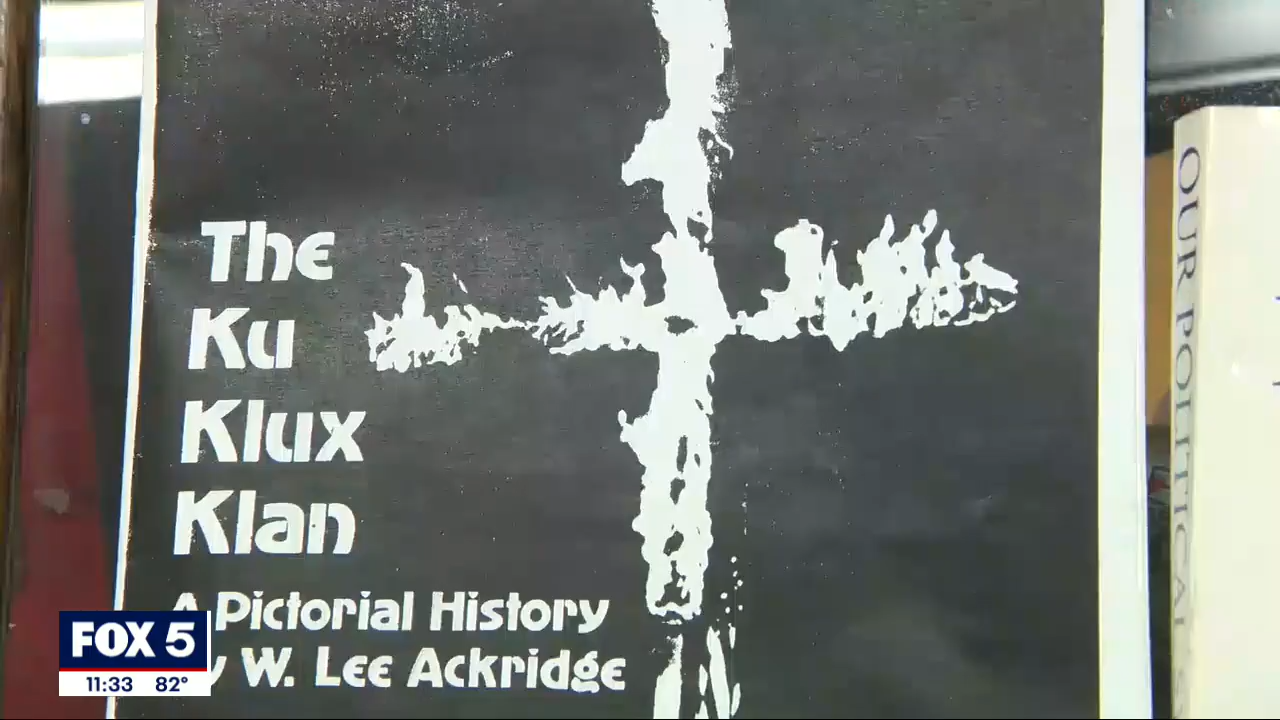 The
Ku
Klux
Klan
A Pictorial History
W. Lee Ackridge
OUR POLITICAL
FOX 5
11:33 82°